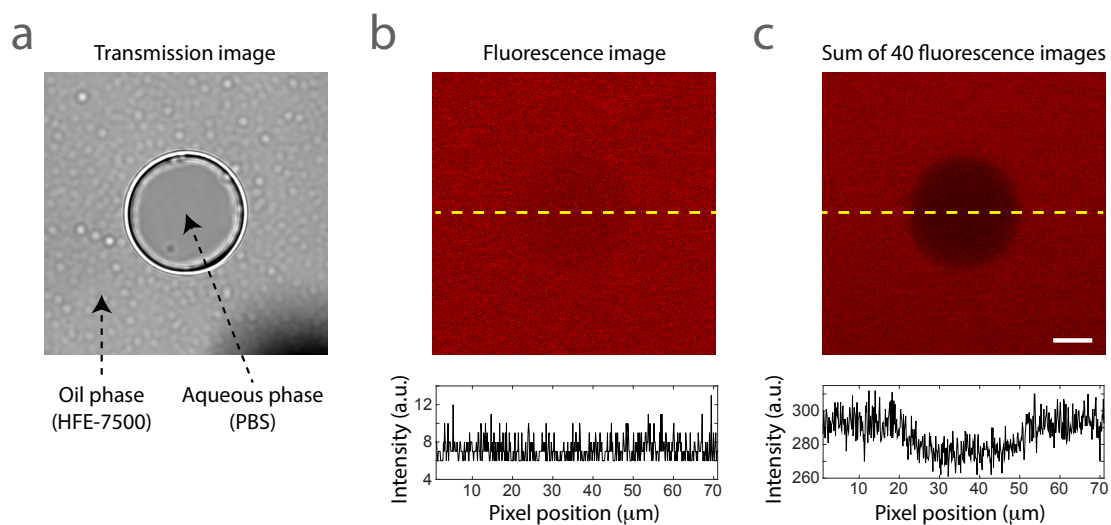 a
Transmission image
Oil phase
(HFE-7500)
Aqueous phase
(PBS)
b
Fluorescence image
Intensity (a.u.)
12
8
4
10
20
30
40
50
60
70
Pixel position (μm)
c
Sum of 40 fluorescence images
Intensity (a.u.)
300
280
260
10
20
30
40
50
60
70
Pixel position (μm)